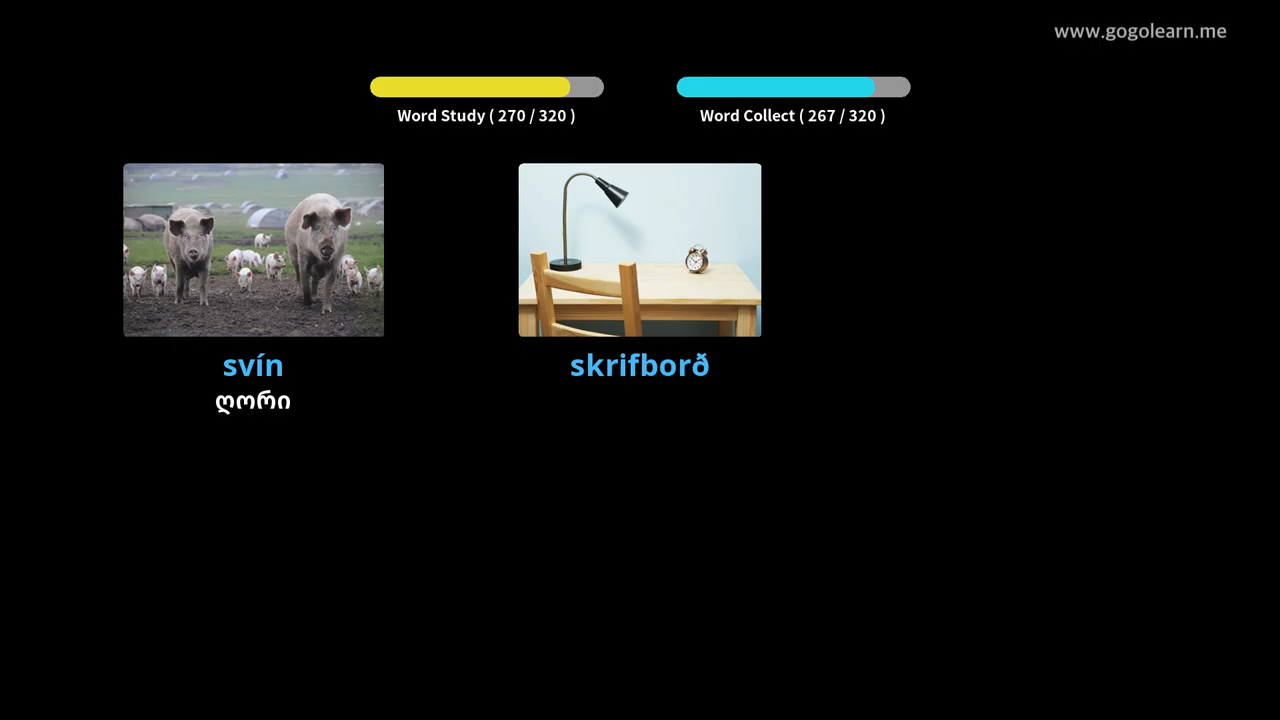 www.gogolearn.me
Word Study ( 270 / 320 )
Word Collect ( 267 / 320 )
svín
ღორი
skrifborð